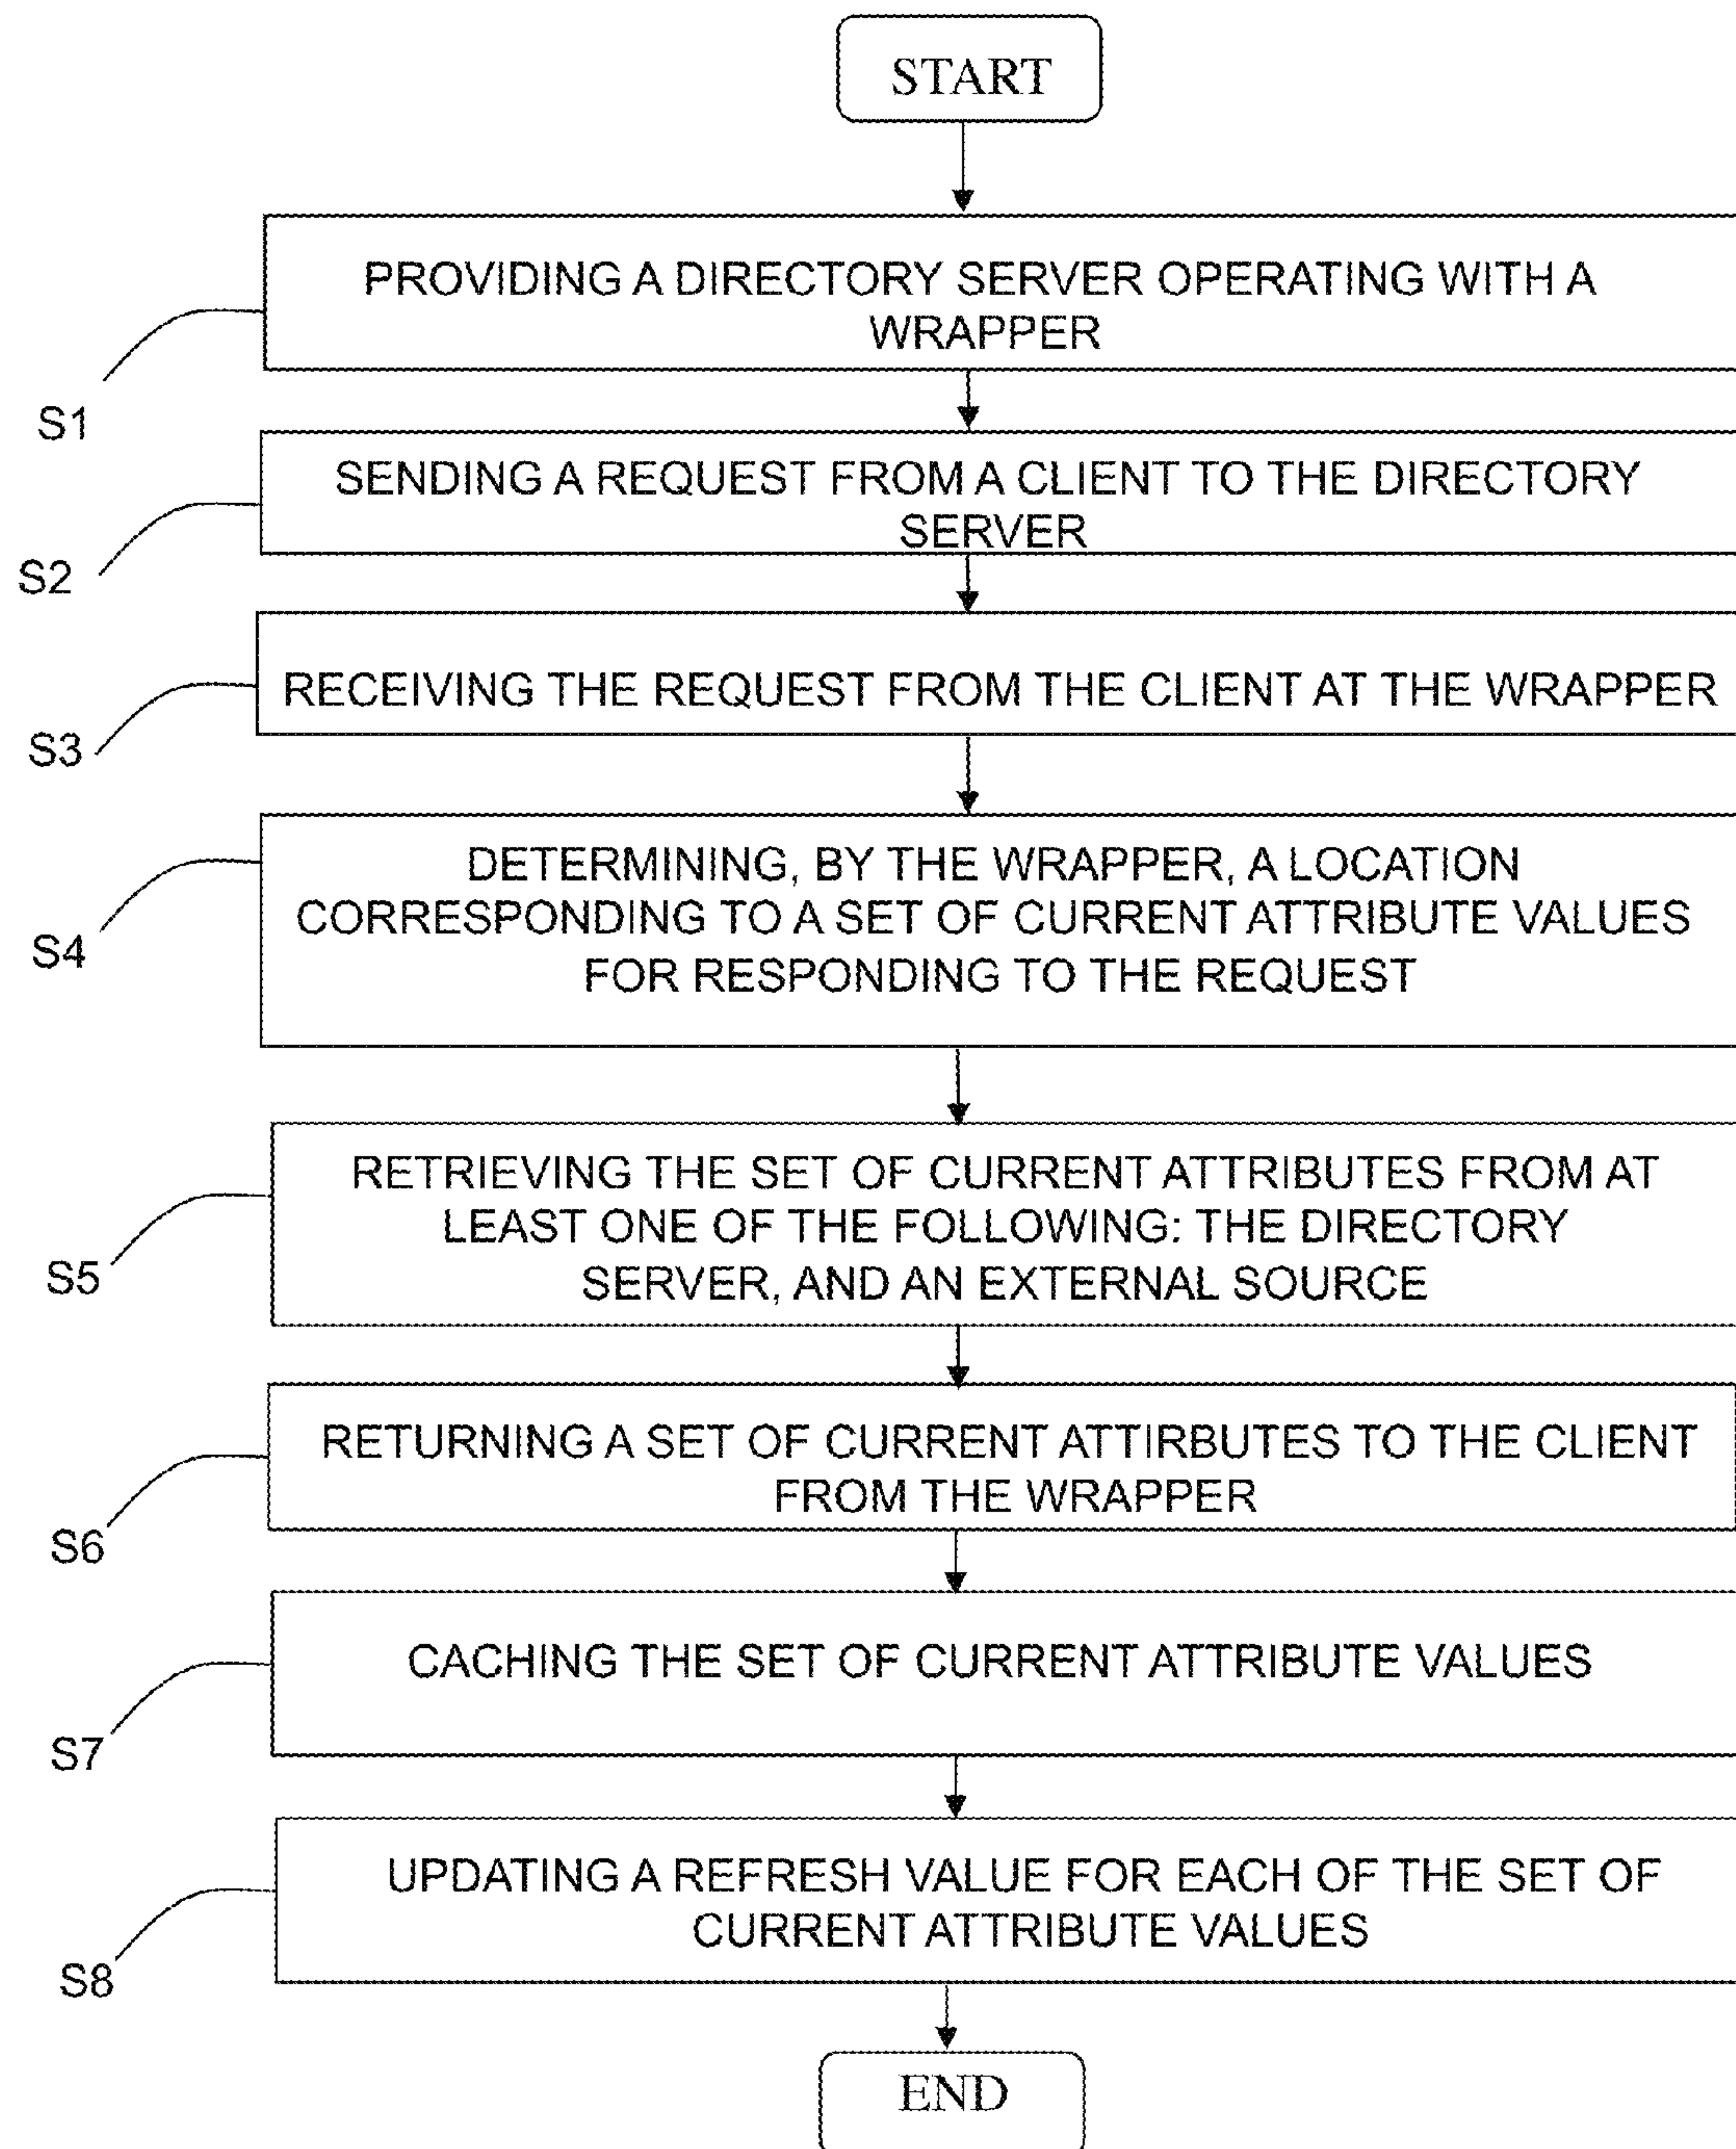 START
PROVIDING A DIRECTORY SERVER OPERATING WITH A
WRAPPER
S1
SENDING A REQUEST FROM A CLIENT TO THE DIRECTORY
SERVER
S2
RECEIVING THE REQUEST FROM THE CLIENT AT THE WRAPPER
S3
DETERMINING, BY THE WRAPPER, A LOCATION
CORRESPONDING TO A SET OF CURRENT ATTRIBUTE VALUES
FOR RESPONDING TO THE REQUEST
S4
RETRIEVING THE SET OF CURRENT ATTRIBUTES FROM AT
LEAST ONE OF THE FOLLOWING: THE DIRECTORY
SERVER, AND AN EXTERNAL SOURCE
S5
RETURNING A SET OF CURRENT ATTIRBUTES TO THE CLIENT
FROM THE WRAPPER
S6
CACHING THE SET OF CURRENT ATTRIBUTE VALUES
S7
UPDATING A REFRESH VALUE FOR EACH OF THE SET OF
CURRENT ATTRIBUTE VALUES
S8
END